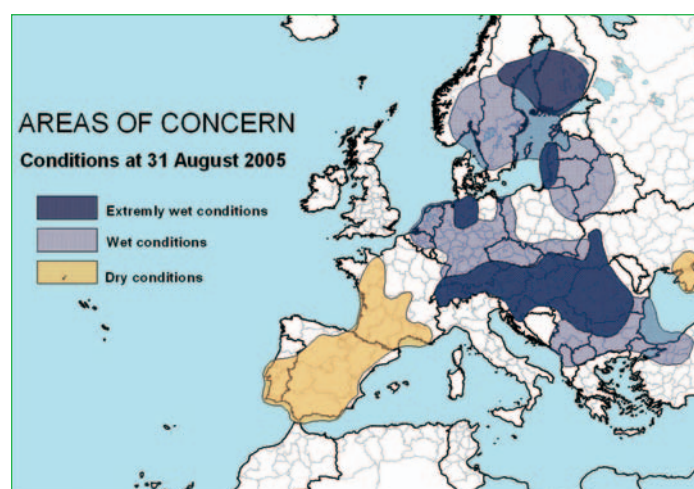 AREAS OF CONCERN
Conditions at 31 August 2005
Extremly wet conditions
Wet conditions
Dry conditions